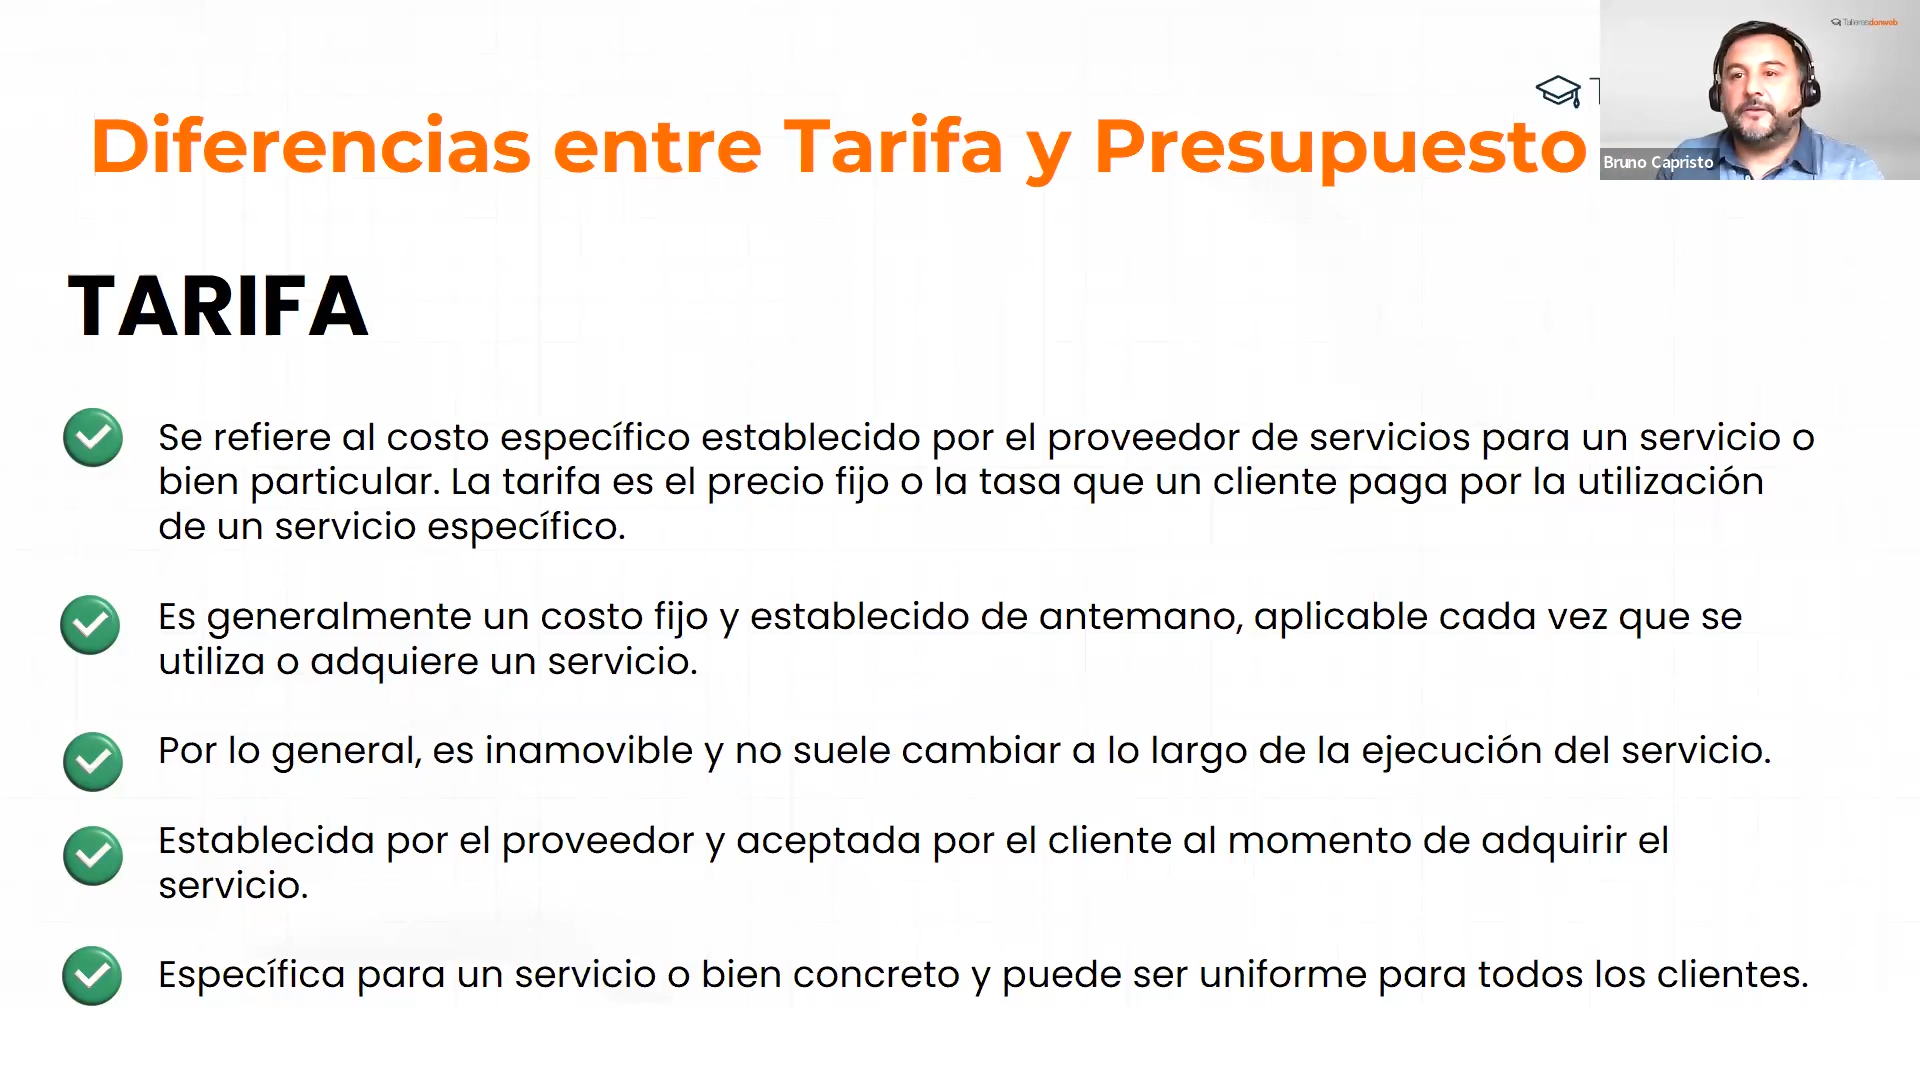 Talleresdonweb
Diferencias entre Tarifa y Presupuesto
Bruno Capristo
TARIFA
Se refiere al costo específico establecido por el proveedor de servicios para un servicio o
bien particular. La tarifa es el precio fijo o la tasa que un cliente paga por la utilización
de un servicio específico.
Es generalmente un costo fijo y establecido de antemano, aplicable cada vez que se
utiliza o adquiere un servicio.
Por lo general, es inamovible y no suele cambiar a lo largo de la ejecución del servicio.
Establecida por el proveedor y aceptada por el cliente al momento de adquirir el
servicio.
Específica para un servicio o bien concreto y puede ser uniforme para todos los clientes.